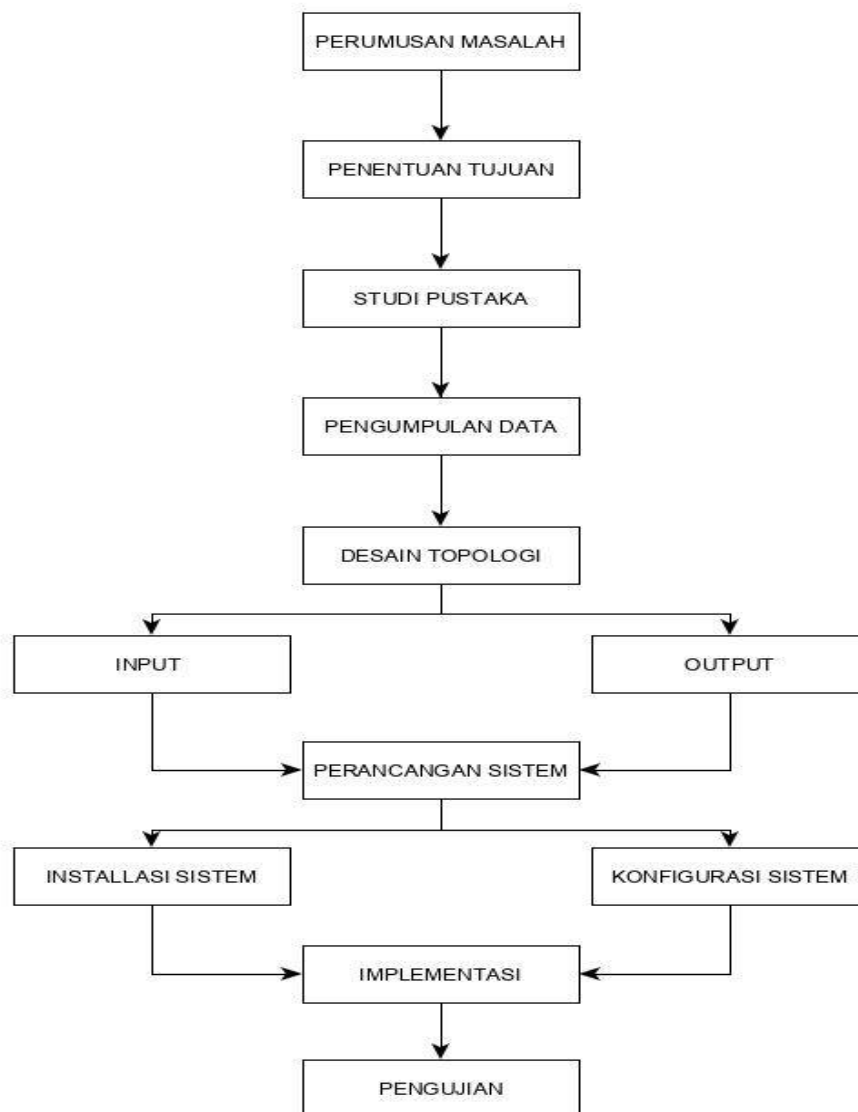 PERUMUSAN MASALAH
PENENTUAN TUJUAN
STUDI PUSTAKA
PENGUMPULAN DATA
DESAIN TOPOLOGI
INPUT
OUTPUT
PERANCANGAN SISTEM
INSTALLASI SISTEM
KONFIGURASI SISTEM
IMPLEMENTASI
PENGUJIAN